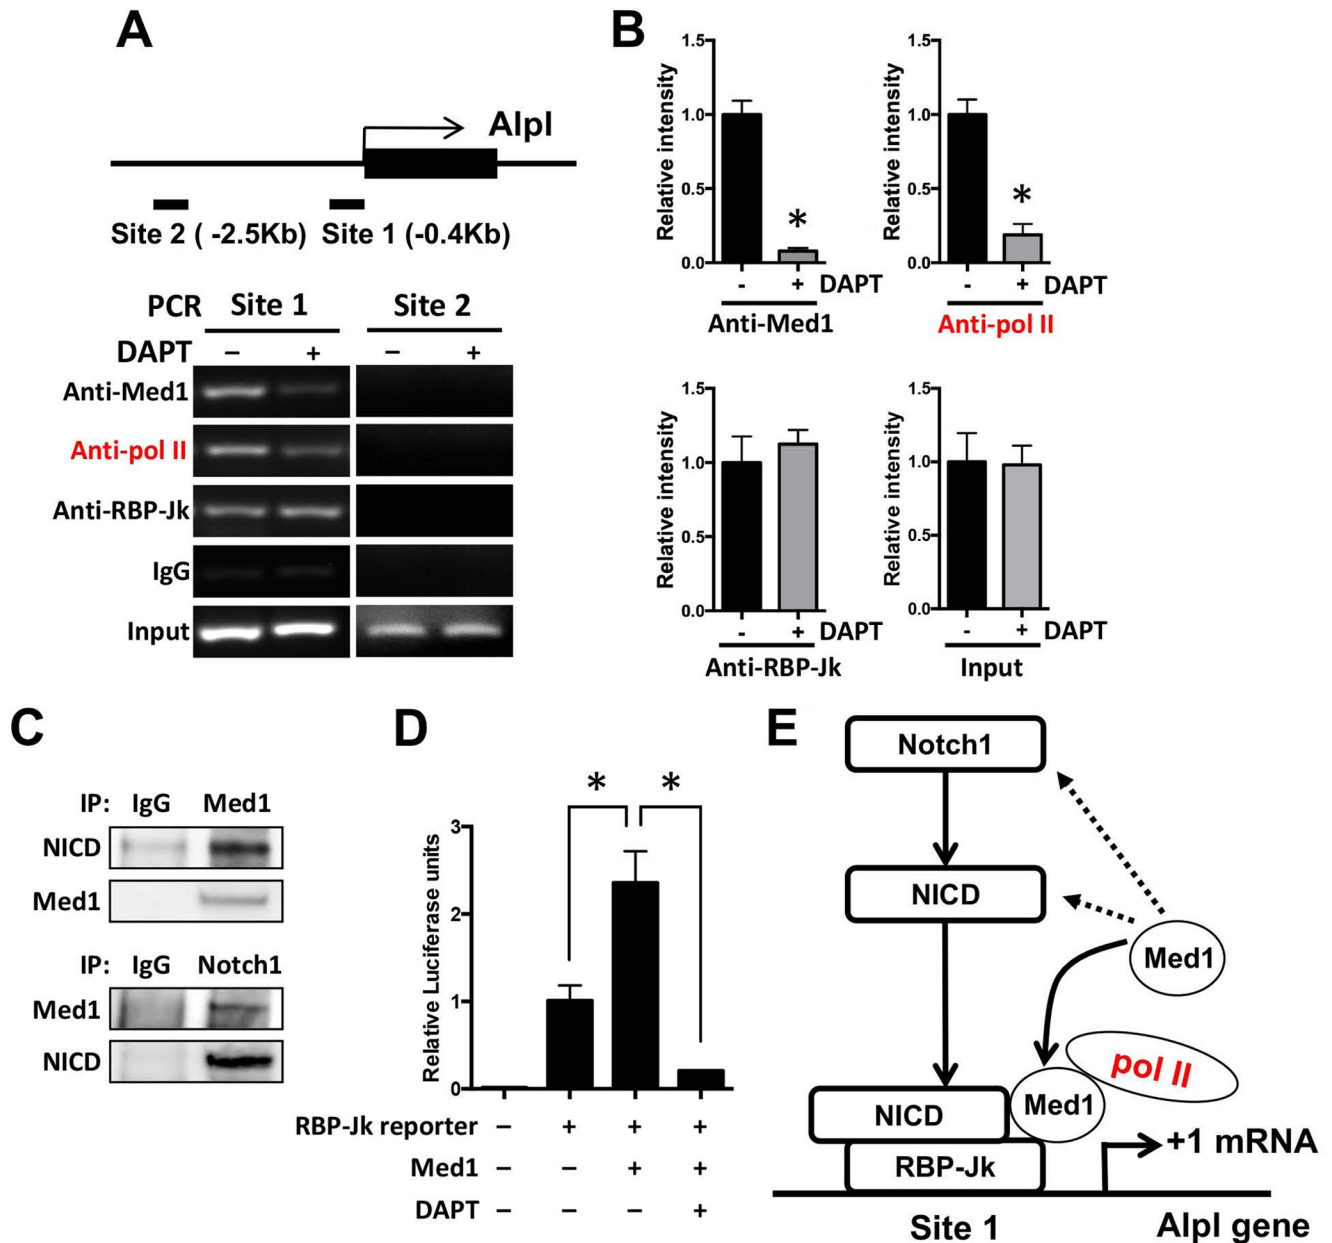 A
Alpl
Site 2 ( -2.5Kb) Site 1 (-0.4Kb)
PCR Site 1 Site 2
DAPT – + – +
Anti-Med1
Anti-pol II
Anti-RBP-Jk
IgG
Input
B
1.5
1.0
0.5
0.0
Relative intensity
*
- + DAPT
Anti-Med1
1.5
1.0
0.5
0.0
Relative intensity
*
- + DAPT
Anti-pol II
1.5
1.0
0.5
0.0
Relative intensity
- + DAPT
Anti-RBP-Jk
1.5
1.0
0.5
0.0
Relative intensity
- + DAPT
Input
C
IP: IgG Med1
NICD
Med1
IP: IgG Notch1
Med1
NICD
D
* *
3
2
1
0
Relative Luciferase units
RBP-Jk reporter – + + +
Med1 – – + +
DAPT – – – +
E
Notch1
NICD
Med1
pol II
NICD Med1
RBP-Jk
+1 mRNA
Site 1 Alpl gene